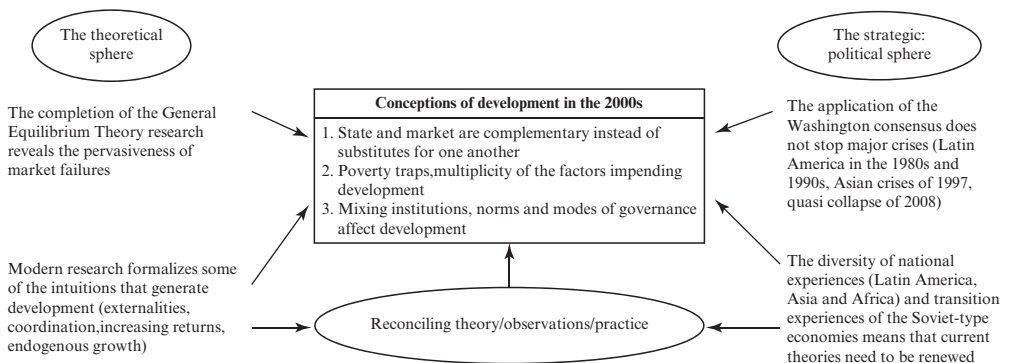 The theoretical
sphere
The strategic:
political sphere
The completion of the General
Equilibrium Theory research
reveals the pervasiveness of
market failures
Conceptions of development in the 2000s
1. State and market are complementary instead of
substitutes for one another
2. Poverty traps,multiplicity of the factors impending
development
3. Mixing institutions, norms and modes of governance
affect development
The application of the
Washington consensus does
not stop major crises (Latin
America in the 1980s and
1990s, Asian crises of 1997,
quasi collapse of 2008)
Modern research formalizes some
of the intuitions that generate
development (externalities,
coordination,increasing returns,
endogenous growth)
Reconciling theory/observations/practice
The diversity of national
experiences (Latin America,
Asia and Africa) and transition
experiences of the Soviet-type
economies means that current
theories need to be renewed